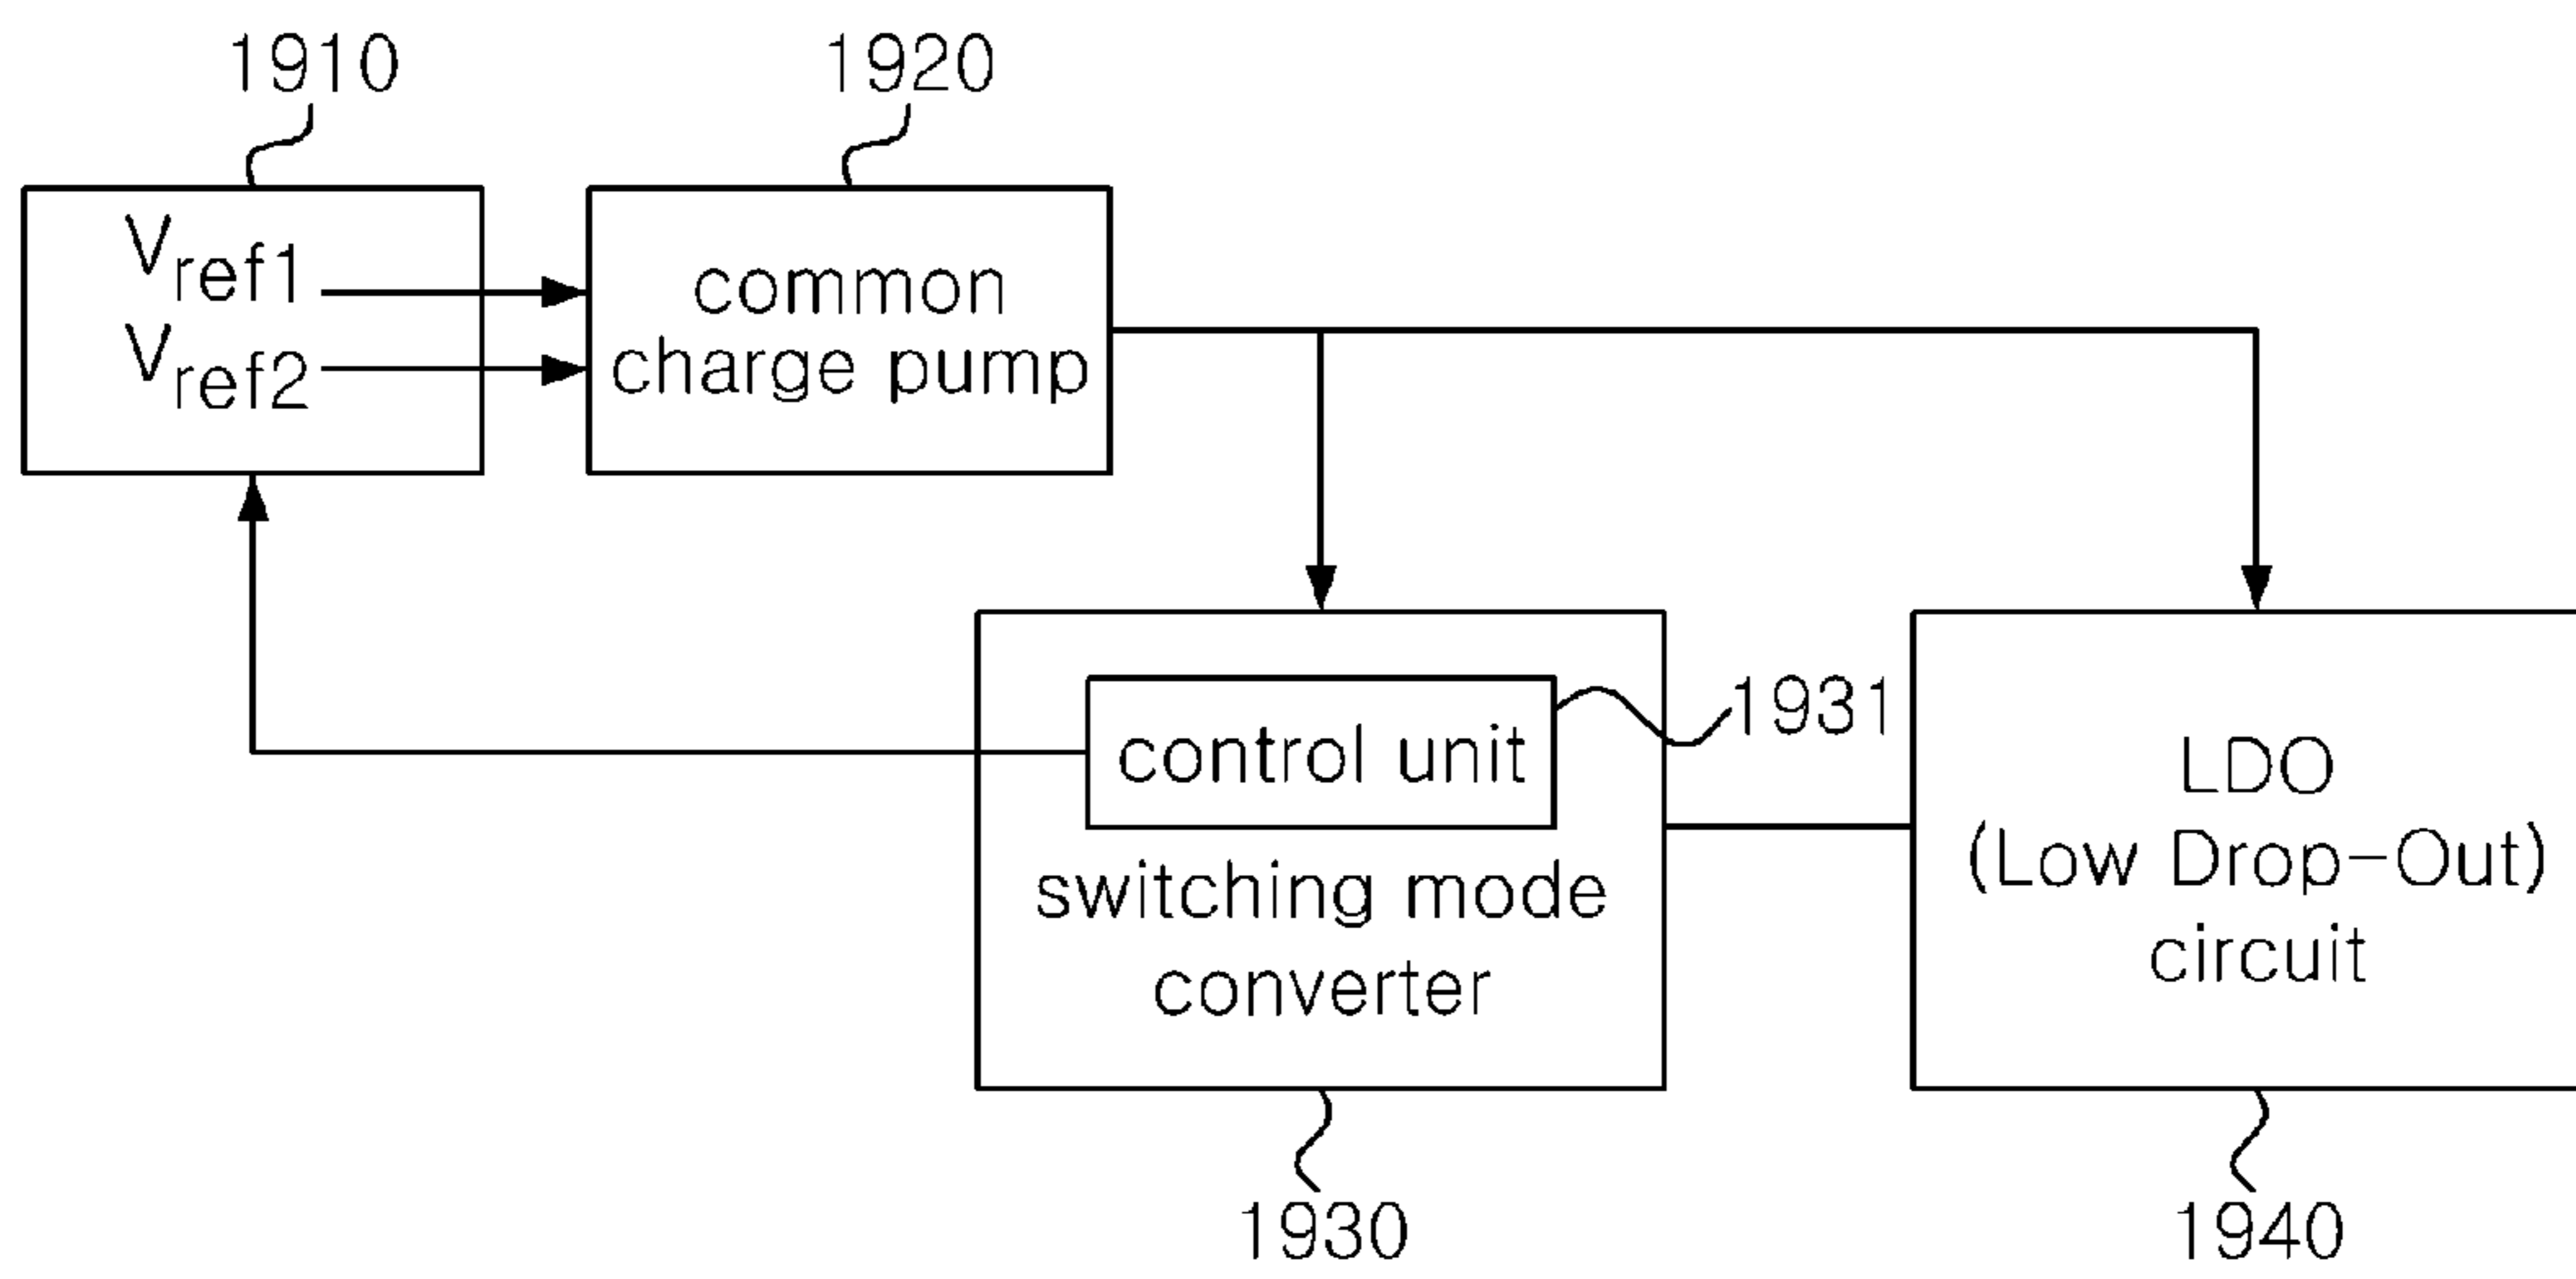 1910
1920
Vref1
Vref2
common
charge pump
1931
control unit
switching mode
converter
LDO
(Low Drop-Out)
circuit
1930
1940